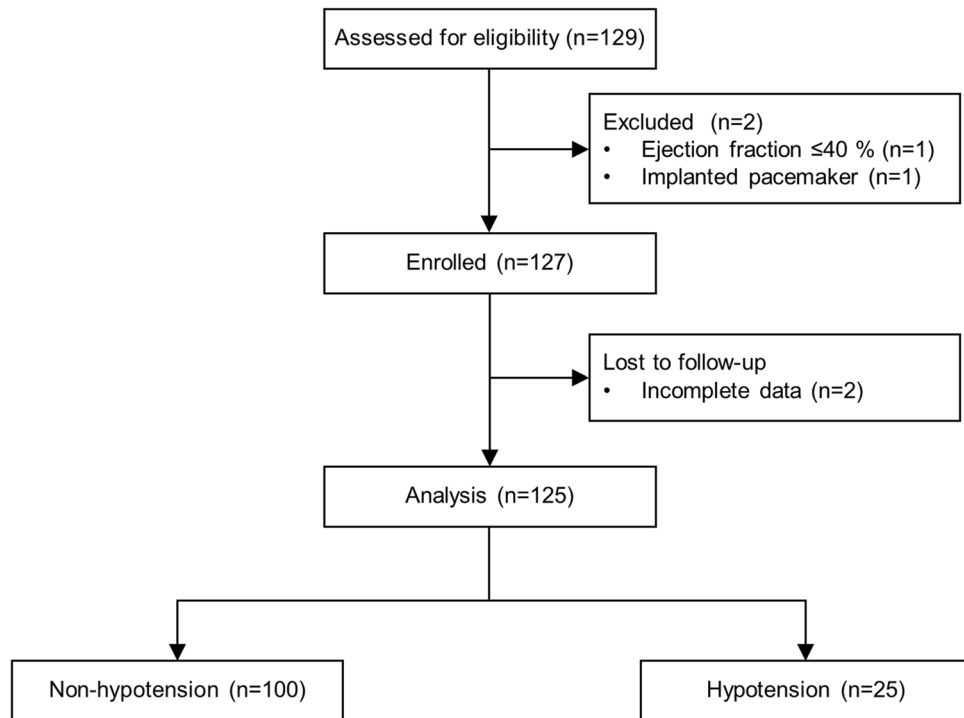 Assessed for eligibility (n=129)
Excluded (n=2)
• Ejection fraction ≤40 % (n=1)
• Implanted pacemaker (n=1)
Enrolled (n=127)
Lost to follow-up
• Incomplete data (n=2)
Analysis (n=125)
Non-hypotension (n=100)
Hypotension (n=25)